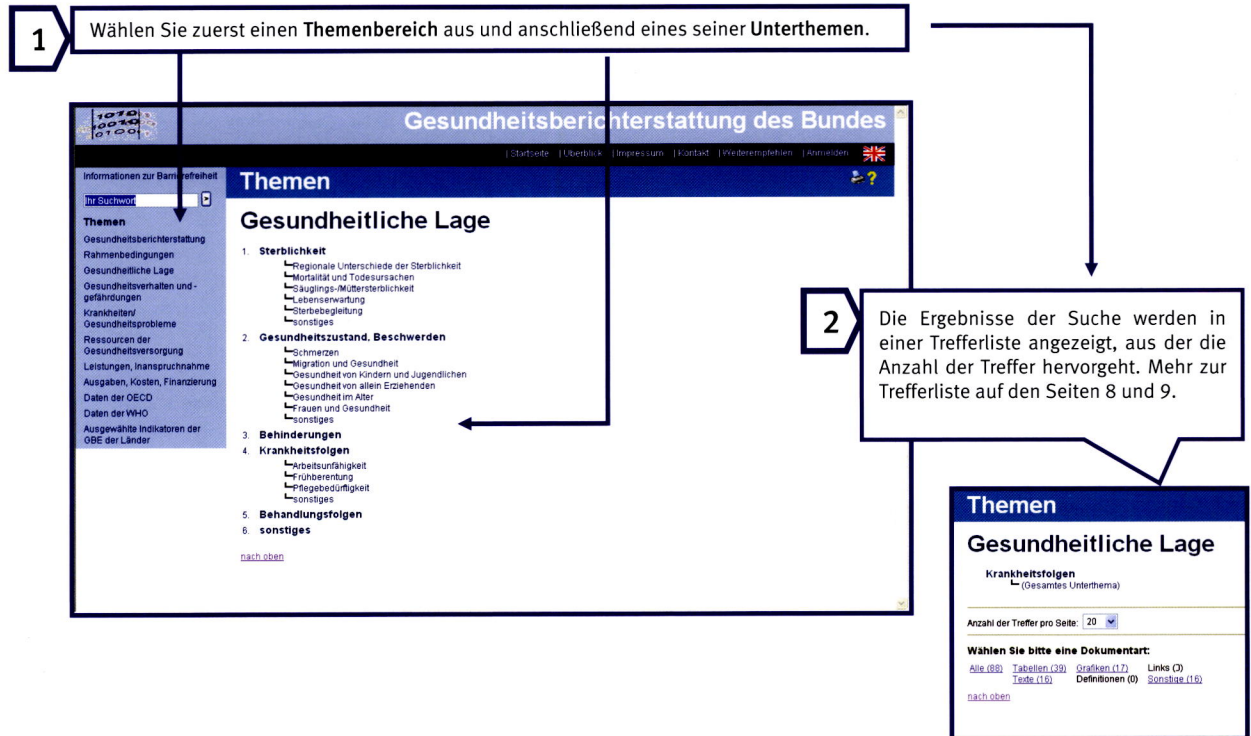 1
Wählen Sie zuerst einen Themenbereich aus und anschließend eines seiner Unterthemen.
1010
10010
0100
Gesundheitsberichterstattung des Bundes
| Startseite | Überblick | Impressum | Kontakt | Weiterempfehlen | Anmelden
Informationen zur Barrierefreiheit
Ihr Suchwort
Themen
Gesundheitsberichterstattung
Rahmenbedingungen
Gesundheitliche Lage
Gesundheitsverhalten und -
gefährdungen
Krankheiten/
Gesundheitsprobleme
Ressourcen der
Gesundheitsversorgung
Leistungen, Inanspruchnahme
Ausgaben, Kosten, Finanzierung
Daten der OECD
Daten der WHO
Ausgewählte Indikatoren der
GBE der Länder
Themen
?
Gesundheitliche Lage
1. Sterblichkeit
Regionale Unterschiede der Sterblichkeit
Mortalität und Todesursachen
Säuglings-/Müttersterblichkeit
Lebenserwartung
Sterbebegleitung
sonstiges
2. Gesundheitszustand, Beschwerden
Schmerzen
Migration und Gesundheit
Gesundheit von Kindern und Jugendlichen
Gesundheit von allein Erziehenden
Gesundheit im Alter
Frauen und Gesundheit
sonstiges
3. Behinderungen
4. Krankheitsfolgen
Arbeitsunfähigkeit
Frühberentung
Pflegebedürftigkeit
sonstiges
5. Behandlungsfolgen
6. sonstiges
nach oben
2
Die Ergebnisse der Suche werden in
einer Trefferliste angezeigt, aus der die
Anzahl der Treffer hervorgeht. Mehr zur
Trefferliste auf den Seiten 8 und 9.
Themen
Gesundheitliche Lage
Krankheitsfolgen
(Gesamtes Unterthema)
Anzahl der Treffer pro Seite: 20
Wählen Sie bitte eine Dokumentart:
Alle (88) Tabellen (39) Grafiken (17) Links (0)
Texte (16) Definitionen (0) Sonstige (16)
nach oben